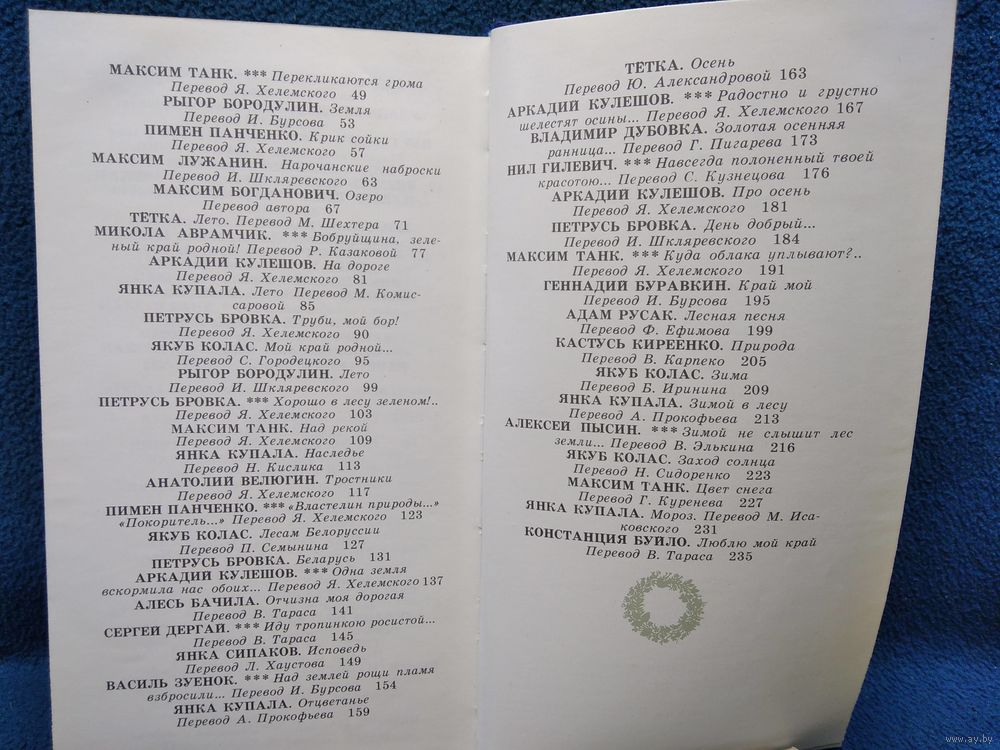 МАКСИМ ТАНК. *** Перекликаются грома
Перевод Я. Хелемского 49
РЫГОР БОРОДУЛИН. Земля
Перевод И. Бурсова 53
ПИМЕН ПАНЧЕНКО. Крик сойки
Перевод Я. Хелемского 57
МАКСИМ ЛУЖАНИН. Нарочанские наброски
Перевод И. Шкляревского 63
МАКСИМ БОГДАНОВИЧ. Озеро
Перевод автора 67
ТЁТКА. Лето. Перевод М. Шехтера 71
МИКОЛА АВРАМЧИК. *** Бобруйщина, зеле-
ный край родной! Перевод Р. Казаковой 77
АРКАДИЙ КУЛЕШОВ. На дороге
Перевод Я. Хелемского 81
ЯНКА КУПАЛА. Лето Перевод М. Комис-
саровой 85
ПЕТРУСЬ БРОВКА. Труби, мой бор!
Перевод Я. Хелемского 90
ЯКУБ КОЛАС. Мой край родной...
Перевод С. Городецкого 95
РЫГОР БОРОДУЛИН. Лето
Перевод И. Шкляревского 99
ПЕТРУСЬ БРОВКА. *** Хорошо в лесу зеленом!..
Перевод Я. Хелемского 103
МАКСИМ ТАНК. Над рекой
Перевод Я. Хелемского 109
ЯНКА КУПАЛА. Наследье
Перевод Н. Кислика 113
АНАТОЛИЙ ВЕЛЮГИН. Тростники
Перевод Я. Хелемского 117
ПИМЕН ПАНЧЕНКО. *** «Властелин природы...»
«Покоритель...» Перевод Я. Хелемского 123
ЯКУБ КОЛАС. Лесам Белоруссии
Перевод П. Семынина 127
ПЕТРУСЬ БРОВКА. Беларусь 131
АРКАДИЙ КУЛЕШОВ. *** Одна земля
вскормила нас обоих... Перевод Я. Хелемского 137
АЛЕСЬ БАЧИЛА. Отчизна моя дорогая
Перевод В. Тараса 141
СЕРГЕЙ ДЕРГАЙ. *** Иду тропинкою росистой...
Перевод В. Тараса 145
ЯНКА СИПАКОВ. Исповедь
Перевод Л. Хаустова 149
ВАСИЛЬ ЗУЕНОК. *** Над землей рощи пламя
взбросили... Перевод И. Бурсова 154
ЯНКА КУПАЛА. Отцветанье
Перевод А. Прокофьева 159
ТЁТКА. Осень
Перевод Ю. Александровой 163
АРКАДИЙ КУЛЕШОВ. *** Радостно и грустно
шелестят осины... Перевод Я. Хелемского 167
ВЛАДИМИР ДУБОВКА. Золотая осенняя
ранница... Перевод Г. Пагирева 173
НИЛ ГИЛЕВИЧ. *** Навсегда полоненный твоей
красотою... Перевод С. Кузнецова 176
АРКАДИЙ КУЛЕШОВ. Про осень
Перевод Я. Хелемского 181
ПЕТРУСЬ БРОВКА. День добрый...
Перевод И. Шкляревского 184
МАКСИМ ТАНК. *** Куда облака уплывают?..
Перевод Я. Хелемского 191
ГЕННАДИЙ БУРАВКИН. Край мой
Перевод И. Бурсова 195
АДАМ РУСАК. Лесная песня
Перевод Ф. Ефимова 199
КАСТУСЬ КИРЕЕНКО. Природа
Перевод В. Карпеко 205
ЯКУБ КОЛАС. Зима
Перевод Б. Иринина 209
ЯНКА КУПАЛА. Зимой в лесу
Перевод А. Прокофьева 213
АЛЕКСЕЙ ПЫСИН. *** Зимой не слышит лес
земли... Перевод В. Элькина 216
ЯКУБ КОЛАС. Заход солнца
Перевод Н. Сидоренко 223
МАКСИМ ТАНК. Цвет снега
Перевод Г. Куренева 227
ЯНКА КУПАЛА. Мороз. Перевод М. Иса-
ковского 231
КОНСТАНЦИЯ БУЙЛО. Люблю мой край
Перевод В. Тараса 235
www.ay.by